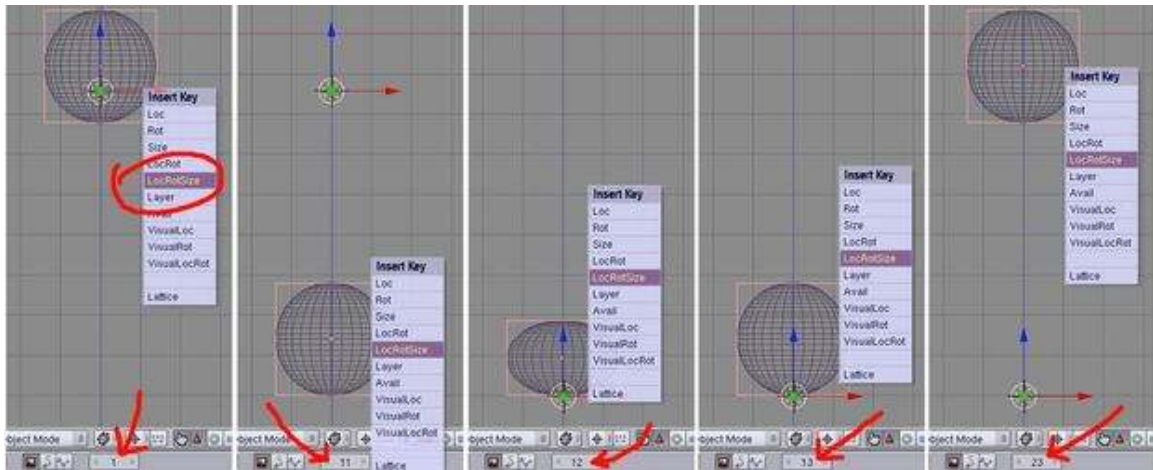 Insert Key
Loc
Rot
Size
LocRot
LocRotSize
Layer
Avail
VisualLoc
VisualRot
VisualLocRot
Lattice
bject Mode
1
Insert Key
Loc
Rot
Size
LocRot
LocRotSize
Layer
Avail
VisualLoc
VisualRot
VisualLocRot
Lattice
bject Mode
11
Insert Key
Loc
Rot
Size
LocRot
LocRotSize
Layer
Avail
VisualLoc
VisualRot
VisualLocRot
Lattice
bject Mode
12
Insert Key
Loc
Rot
Size
LocRot
LocRotSize
Layer
Avail
VisualLoc
VisualRot
VisualLocRot
Lattice
bject Mode
13
Insert Key
Loc
Rot
Size
LocRot
LocRotSize
Layer
Avail
VisualLoc
VisualRot
VisualLocRot
Lattice
bject Mode
23